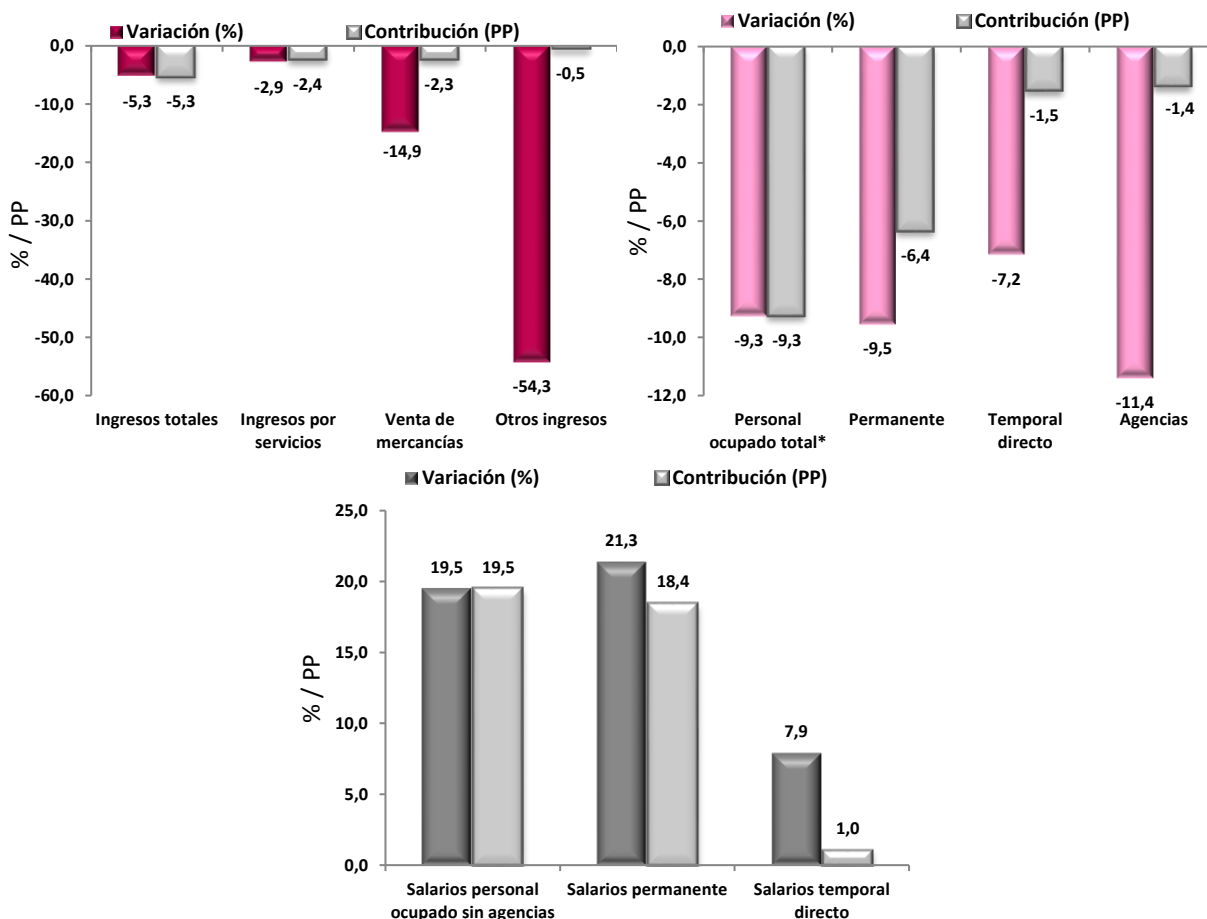 Variación (%) Contribución (PP)
0,0
-10,0
-20,0
-30,0
-40,0
-50,0
-60,0
% / PP
-5,3 -5,3
-2,9 -2,4
-14,9 -2,3
-54,3 -0,5
Ingresos totales
Ingresos por
servicios
Venta de
mercancías
Otros ingresos
Variación (%) Contribución (PP)
0,0
-2,0
-4,0
-6,0
-8,0
-10,0
-12,0
% / PP
-9,3 -9,3
-9,5 -6,4
-7,2 -1,5
-11,4 -1,4
Personal
ocupado total*
Permanente
Temporal
directo
Agencias
Variación (%) Contribución (PP)
25,0
20,0
15,0
10,0
5,0
0,0
% / PP
19,5 19,5
21,3 18,4
7,9 1,0
Salarios personal
ocupado sin agencias
Salarios permanente
Salarios temporal
directo